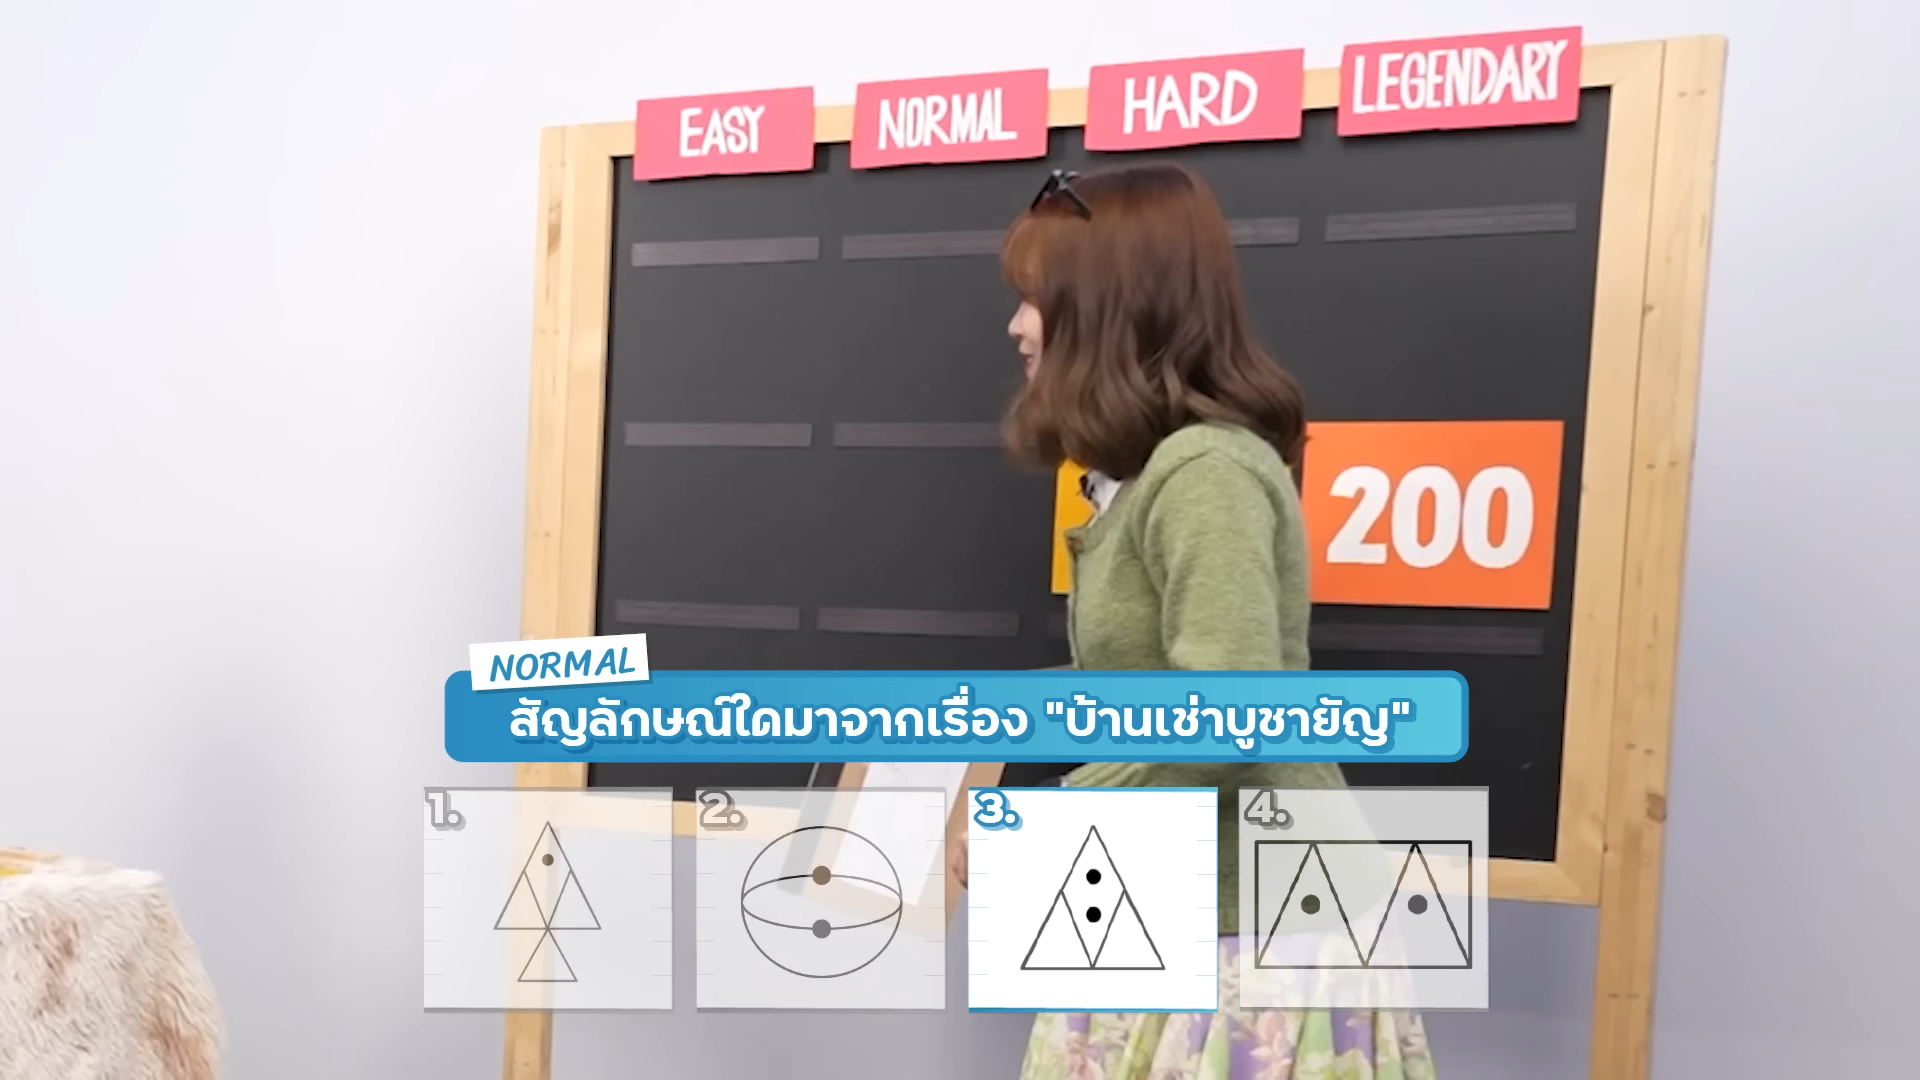 EASY
NORMAL
HARD
LEGENDARY
200
NORMAL
สัญลักษณ์ใดมาจากเรื่อง "บ้านเช่าบูชายัญ"
1.
2.
3.
4.